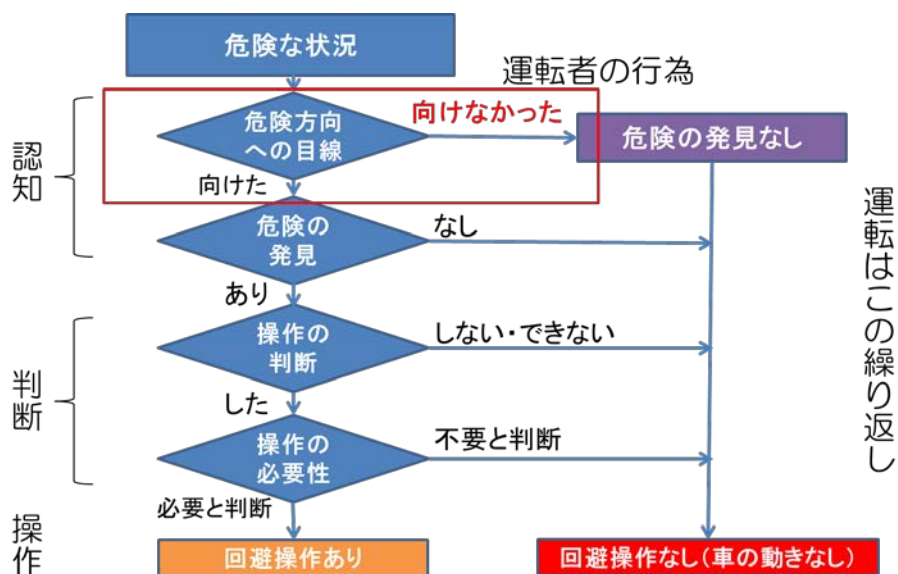 危険な状況
運転者の行為
認知
危険方向
への目線
向けなかった
危険の発見なし
向けた
危険の
発見
なし
あり
運転はこの繰り返し
判断
操作の
判断
しない・できない
した
操作の
必要性
不要と判断
必要と判断
操作
回避操作あり
回避操作なし(車の動きなし)